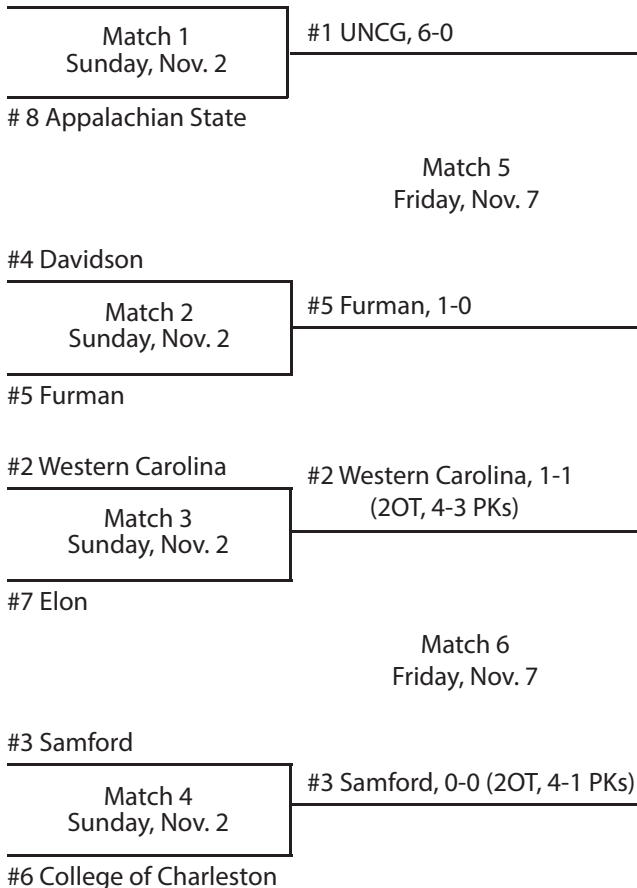 Match 1
Sunday, Nov. 2
#1 UNCG, 6-0
# 8 Appalachian State
Match 5
Friday, Nov. 7
#4 Davidson
Match 2
Sunday, Nov. 2
#5 Furman, 1-0
#5 Furman
#2 Western Carolina
#2 Western Carolina, 1-1
(2OT, 4-3 PKs)
Match 3
Sunday, Nov. 2
#7 Elon
Match 6
Friday, Nov. 7
#3 Samford
Match 4
Sunday, Nov. 2
#3 Samford, 0-0 (2OT, 4-1 PKs)
#6 College of Charleston